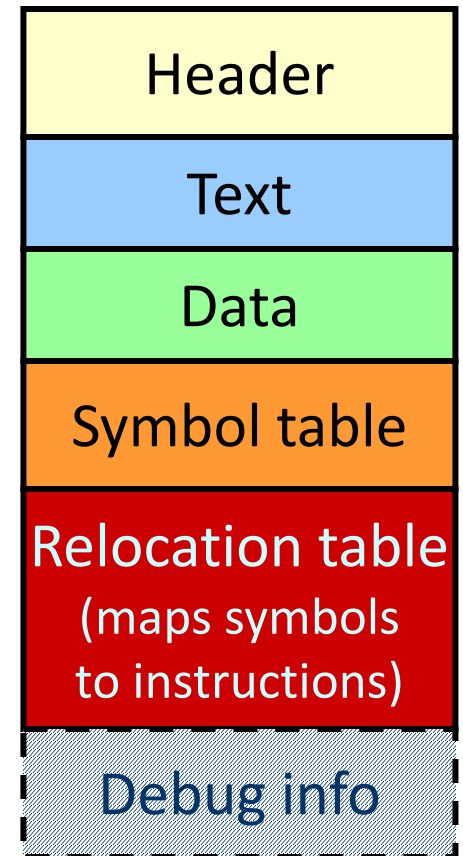 Header
Text
Data
Symbol table
Relocation table
(maps symbols
to instructions)
Debug info